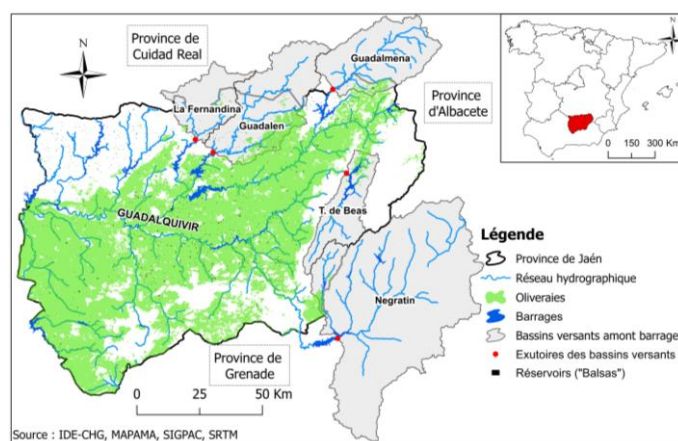 N
Province de
Cuidad Real
Guadalmena
La Fernandina
Guadalen
Province
d'Albacete
GUADALQUIVIR
T. de Beas
Negratin
Province de
Grenade
0 25 50 Km
Source : IDE-CHG, MAPAMA, SIGPAC, SRTM
N
0 150 300 Km
Légende
Province de Jaén
Réseau hydrographique
Oliveraies
Barrages
Bassins versants amont barrages
Exutoires des bassins versants
Réservoirs ("Balsas")